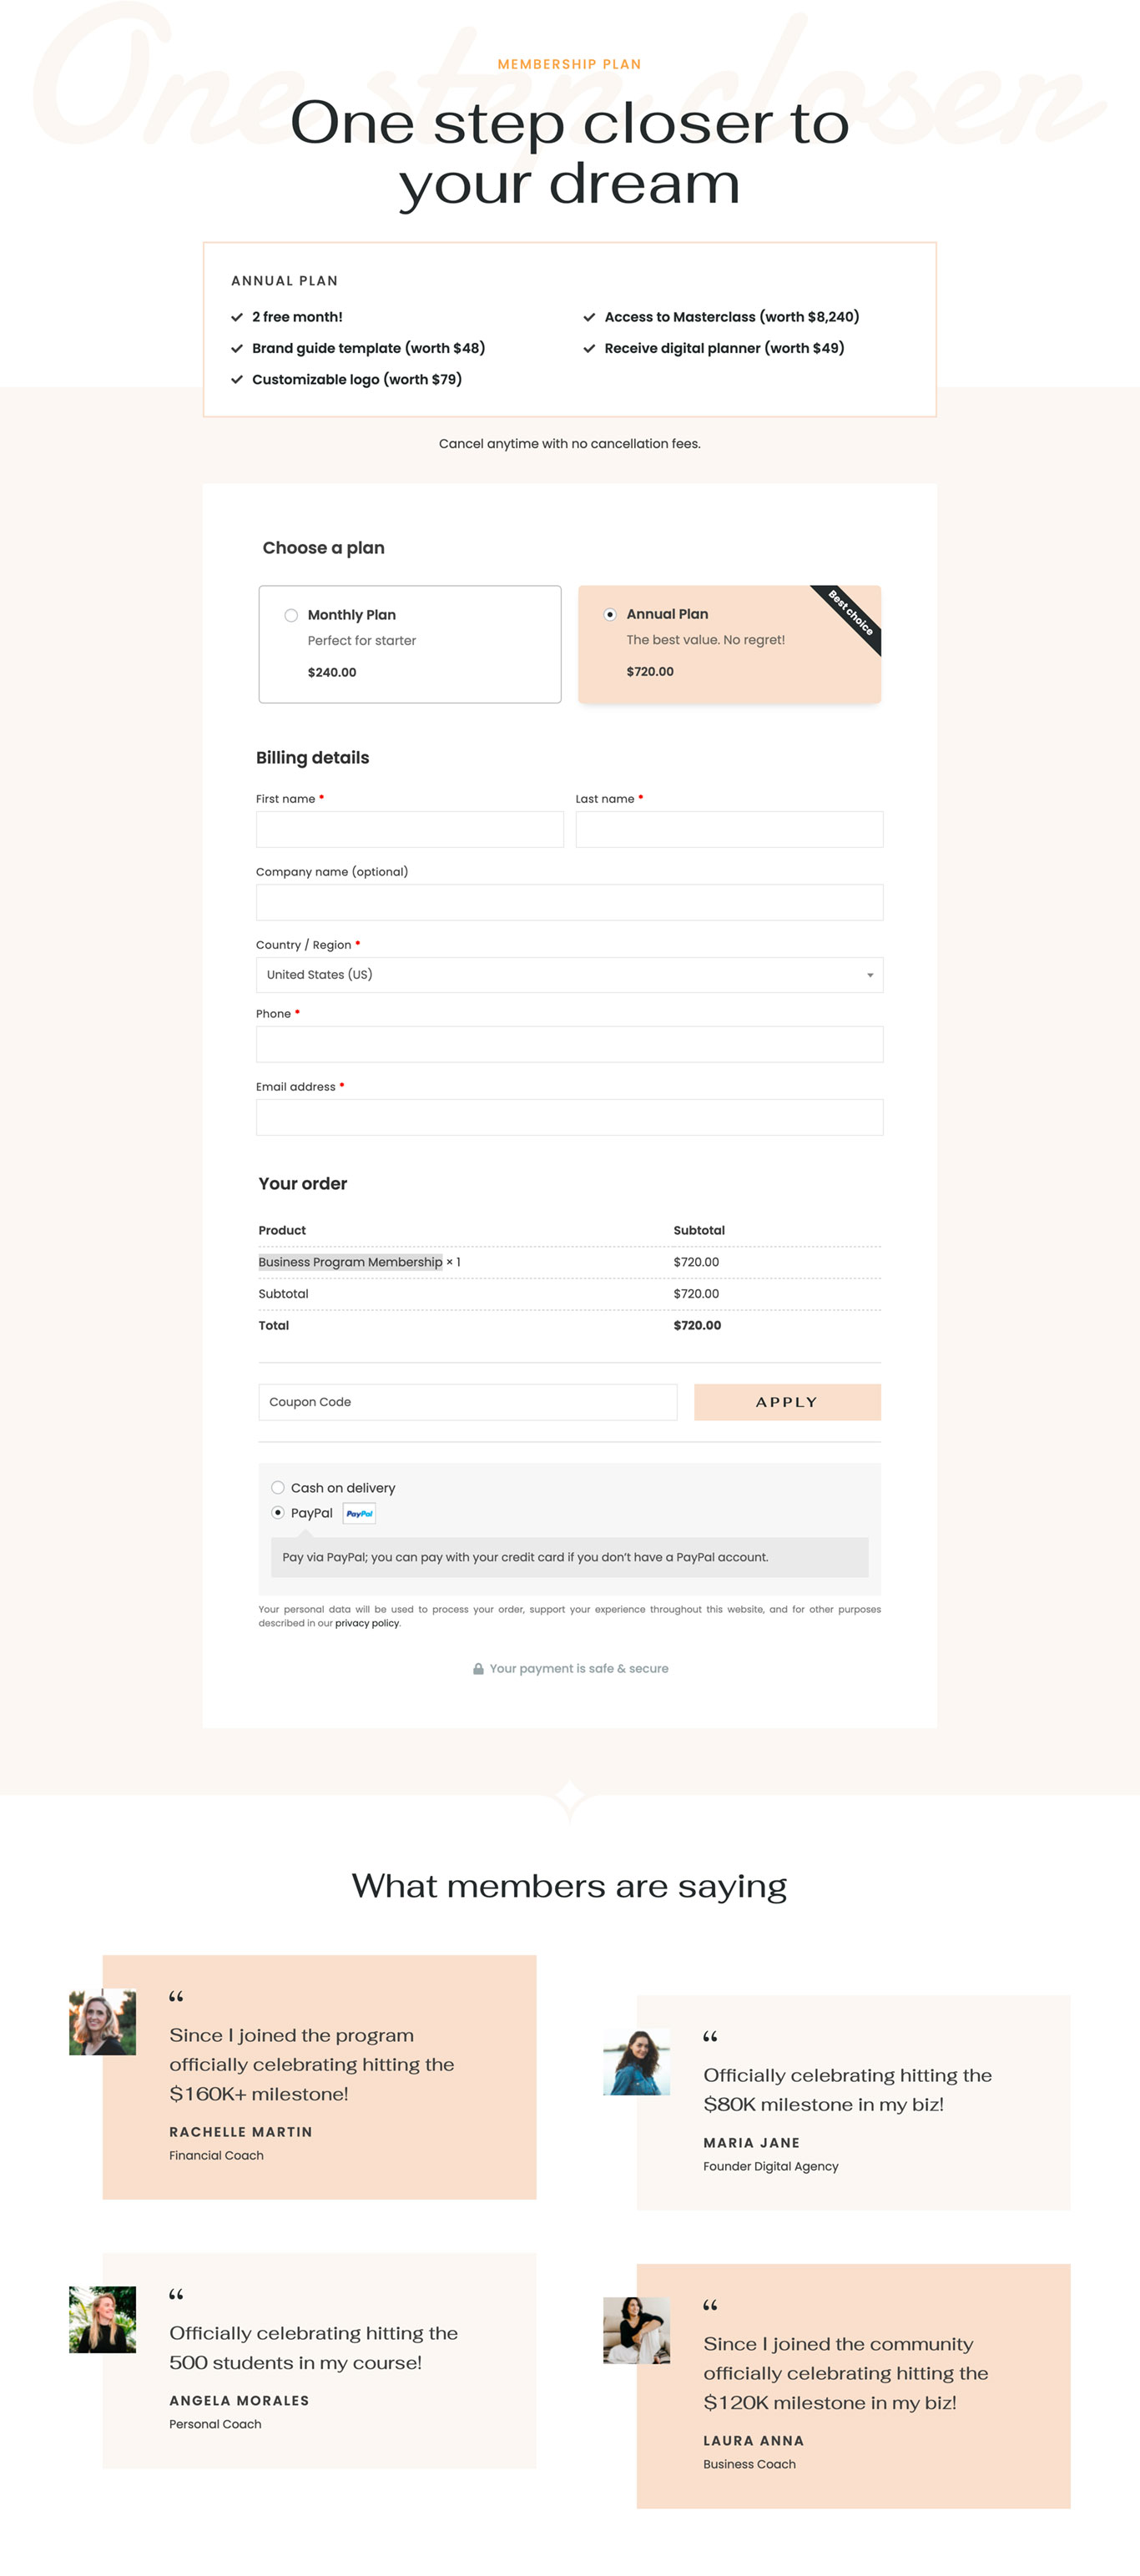 One step closer
MEMBERSHIP PLAN
One step closer to
your dream
ANNUAL PLAN
2 free month!
Brand guide template (worth $48)
Customizable logo (worth $79)
Access to Masterclass (worth $8,240)
Receive digital planner (worth $49)
Cancel anytime with no cancellation fees.
Choose a plan
Monthly Plan
Perfect for starter
$240.00
Annual Plan
The best value. No regret!
$720.00
Best choice
Billing details
First name *
Last name *
Company name (optional)
Country / Region *
United States (US)
Phone *
Email address *
Your order
Product Subtotal
Business Program Membership × 1 $720.00
Subtotal $720.00
Total $720.00
Coupon Code
APPLY
Cash on delivery
PayPal PayPal
Pay via PayPal; you can pay with your credit card if you don’t have a PayPal account.
Your personal data will be used to process your order, support your experience throughout this website, and for other purposes
described in our privacy policy.
Your payment is safe & secure
What members are saying
“
Since I joined the program
officially celebrating hitting the
$160K+ milestone!
RACHELLE MARTIN
Financial Coach
“
Officially celebrating hitting the
$80K milestone in my biz!
MARIA JANE
Founder Digital Agency
“
Officially celebrating hitting the
500 students in my course!
ANGELA MORALES
Personal Coach
“
Since I joined the community
officially celebrating hitting the
$120K milestone in my biz!
LAURA ANNA
Business Coach